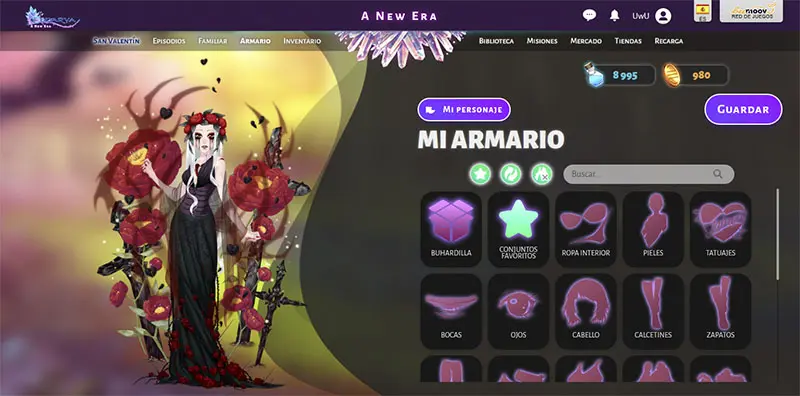 A New Era
A New Era
UwU
ES
RED DE JUEGOS
San Valentín
Episodios
Familiar
Armario
Inventario
Biblioteca
Misiones
Mercado
Tiendas
Recarga
8 995
980
Mi personaje
Guardar
MI ARMARIO
Buscar...
BUHARDILLA
CONJUNTOS
FAVORITOS
ROPA INTERIOR
PIELES
TATUAJES
BOCAS
OJOS
CABELLO
CALCETINES
ZAPATOS